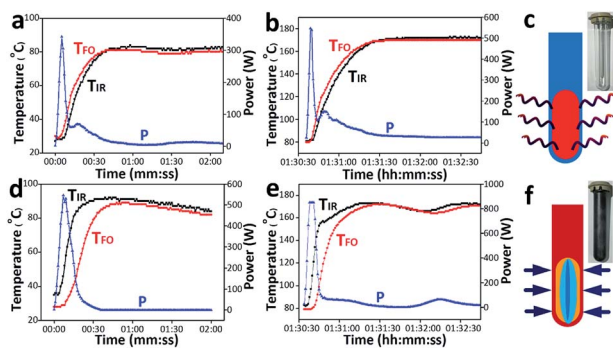 a
Temperature (°C)
100
80
60
40
20
T_FO
T_IR
P
400
300
200
100
0
Power (W)
00:00 00:30 01:00 01:30 02:00
Time (mm:ss)
b
Temperature (°C)
180
160
140
120
100
80
T_FO
T_IR
P
600
500
400
300
200
100
0
Power (W)
01:30:30 01:31:00 01:32:00 01:32:30
Time (hh:mm:ss)
c
d
Temperature (°C)
100
80
60
40
20
T_IR
T_FO
P
600
500
400
300
200
100
0
Power (W)
00:00 00:30 01:00 01:30 02:00
Time (mm:ss)
e
Temperature (°C)
180
160
140
120
100
80
T_IR
T_FO
P
1000
800
600
400
200
0
Power (W)
01:30:30 01:31:00 01:32:00 01:32:30
Time (hh:mm:ss)
f